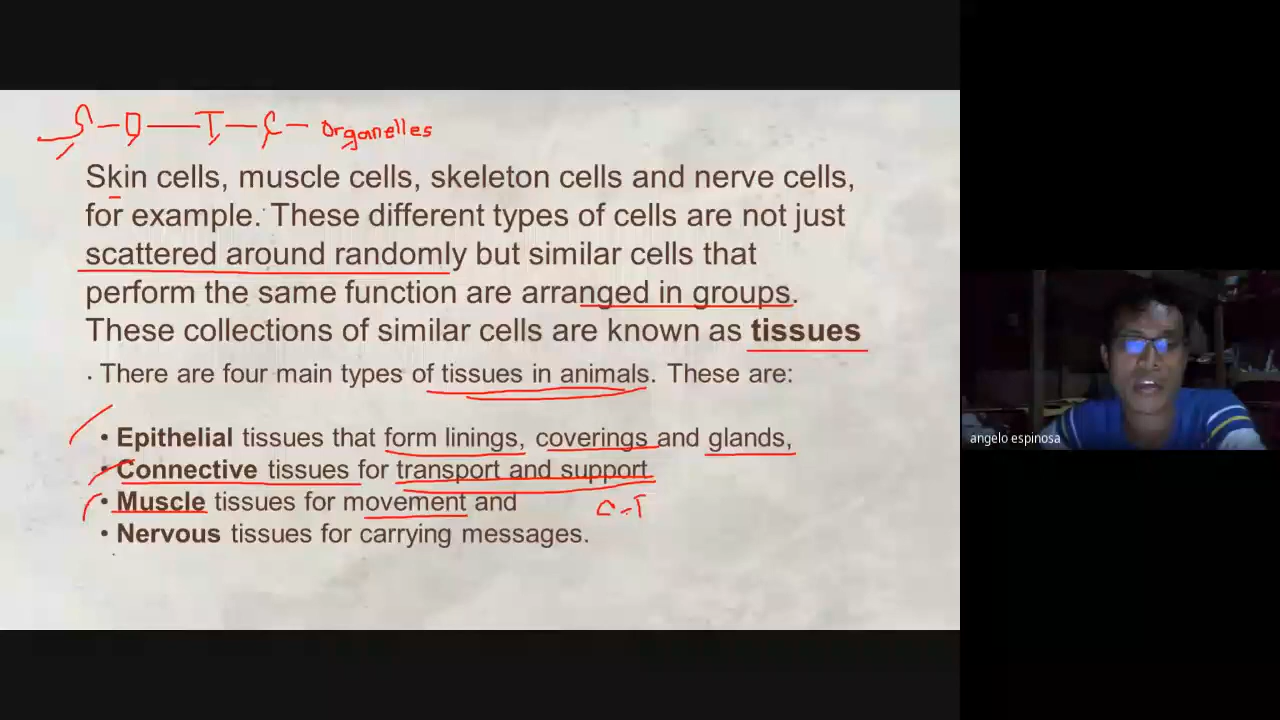 S - O - T - C - organelles
Skin cells, muscle cells, skeleton cells and nerve cells,
for example. These different types of cells are not just
scattered around randomly but similar cells that
perform the same function are arranged in groups.
These collections of similar cells are known as tissues
There are four main types of tissues in animals. These are:
• Epithelial tissues that form linings, coverings and glands,
• Connective tissues for transport and support
• Muscle tissues for movement and
C-T
• Nervous tissues for carrying messages.
angelo espinosa